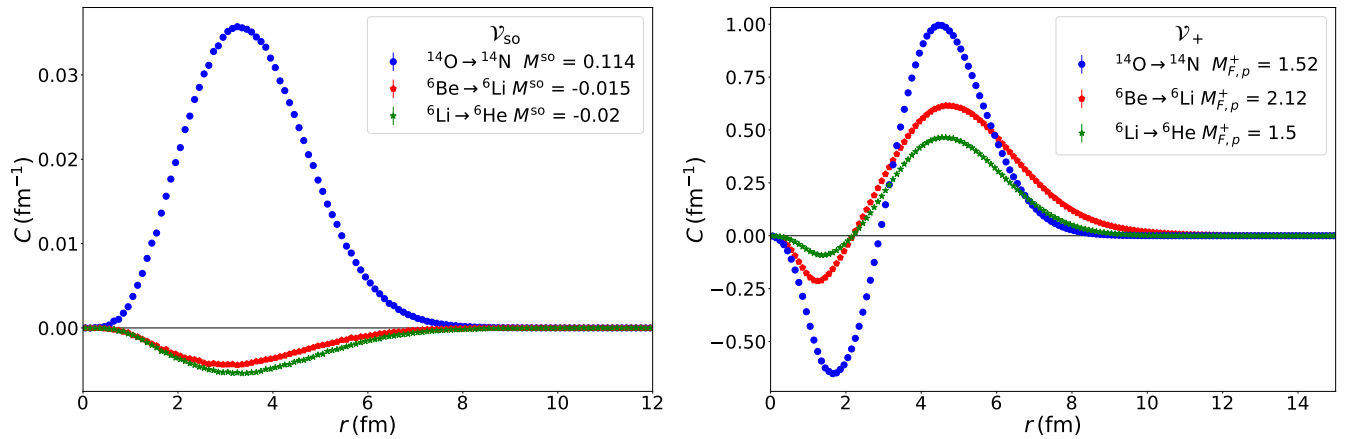 𝒱so
¹⁴O → ¹⁴N Mˢᵒ = 0.114
⁶Be → ⁶Li Mˢᵒ = -0.015
⁶Li → ⁶He Mˢᵒ = -0.02
C (fm⁻¹)
0.03
0.02
0.01
0.00
0 2 4 6 8 10 12
r (fm)
𝒱+
¹⁴O → ¹⁴N M⁺F,p = 1.52
⁶Be → ⁶Li M⁺F,p = 2.12
⁶Li → ⁶He M⁺F,p = 1.5
C (fm⁻¹)
1.00
0.75
0.50
0.25
0.00
−0.25
−0.50
0 2 4 6 8 10 12 14
r (fm)